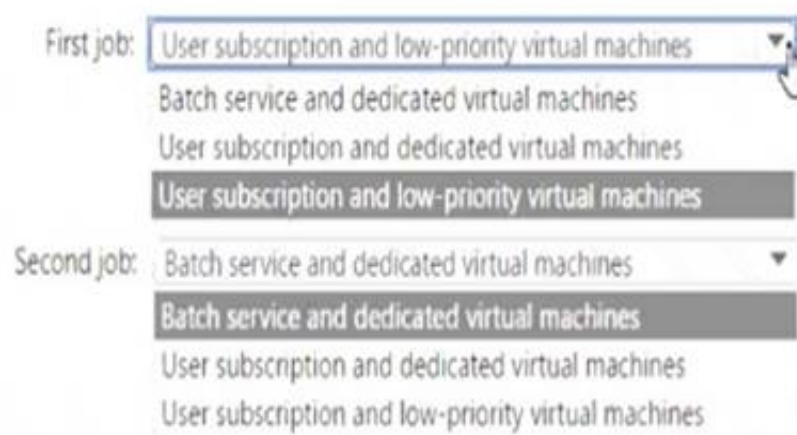 First job: User subscription and low-priority virtual machines
Batch service and dedicated virtual machines
User subscription and dedicated virtual machines
User subscription and low-priority virtual machines
Second job: Batch service and dedicated virtual machines
Batch service and dedicated virtual machines
User subscription and dedicated virtual machines
User subscription and low-priority virtual machines